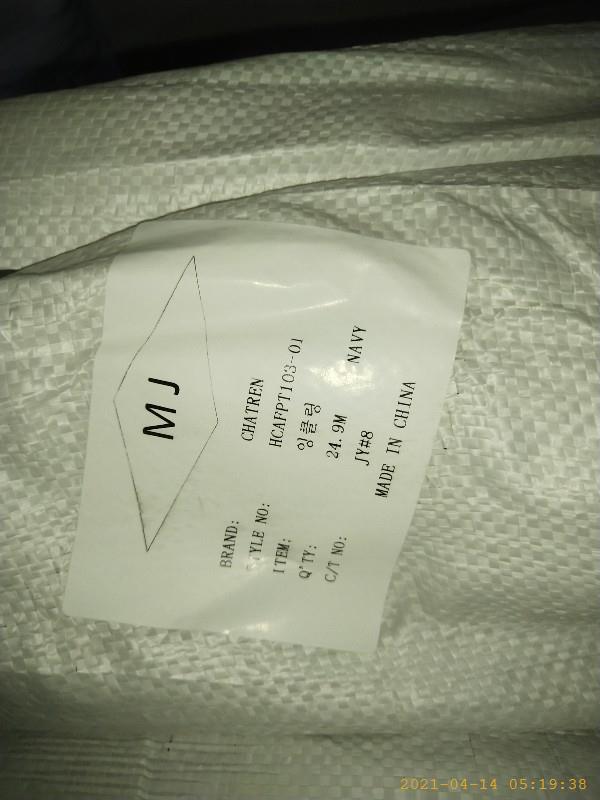 MJ
BRAND: CHATREN
STYLE NO: HCAFPT103-01
ITEM: 잉클링
Q'TY: 24.9M NAVY
C/T NO: JY#8
MADE IN CHINA
2021-04-14 05:19:38